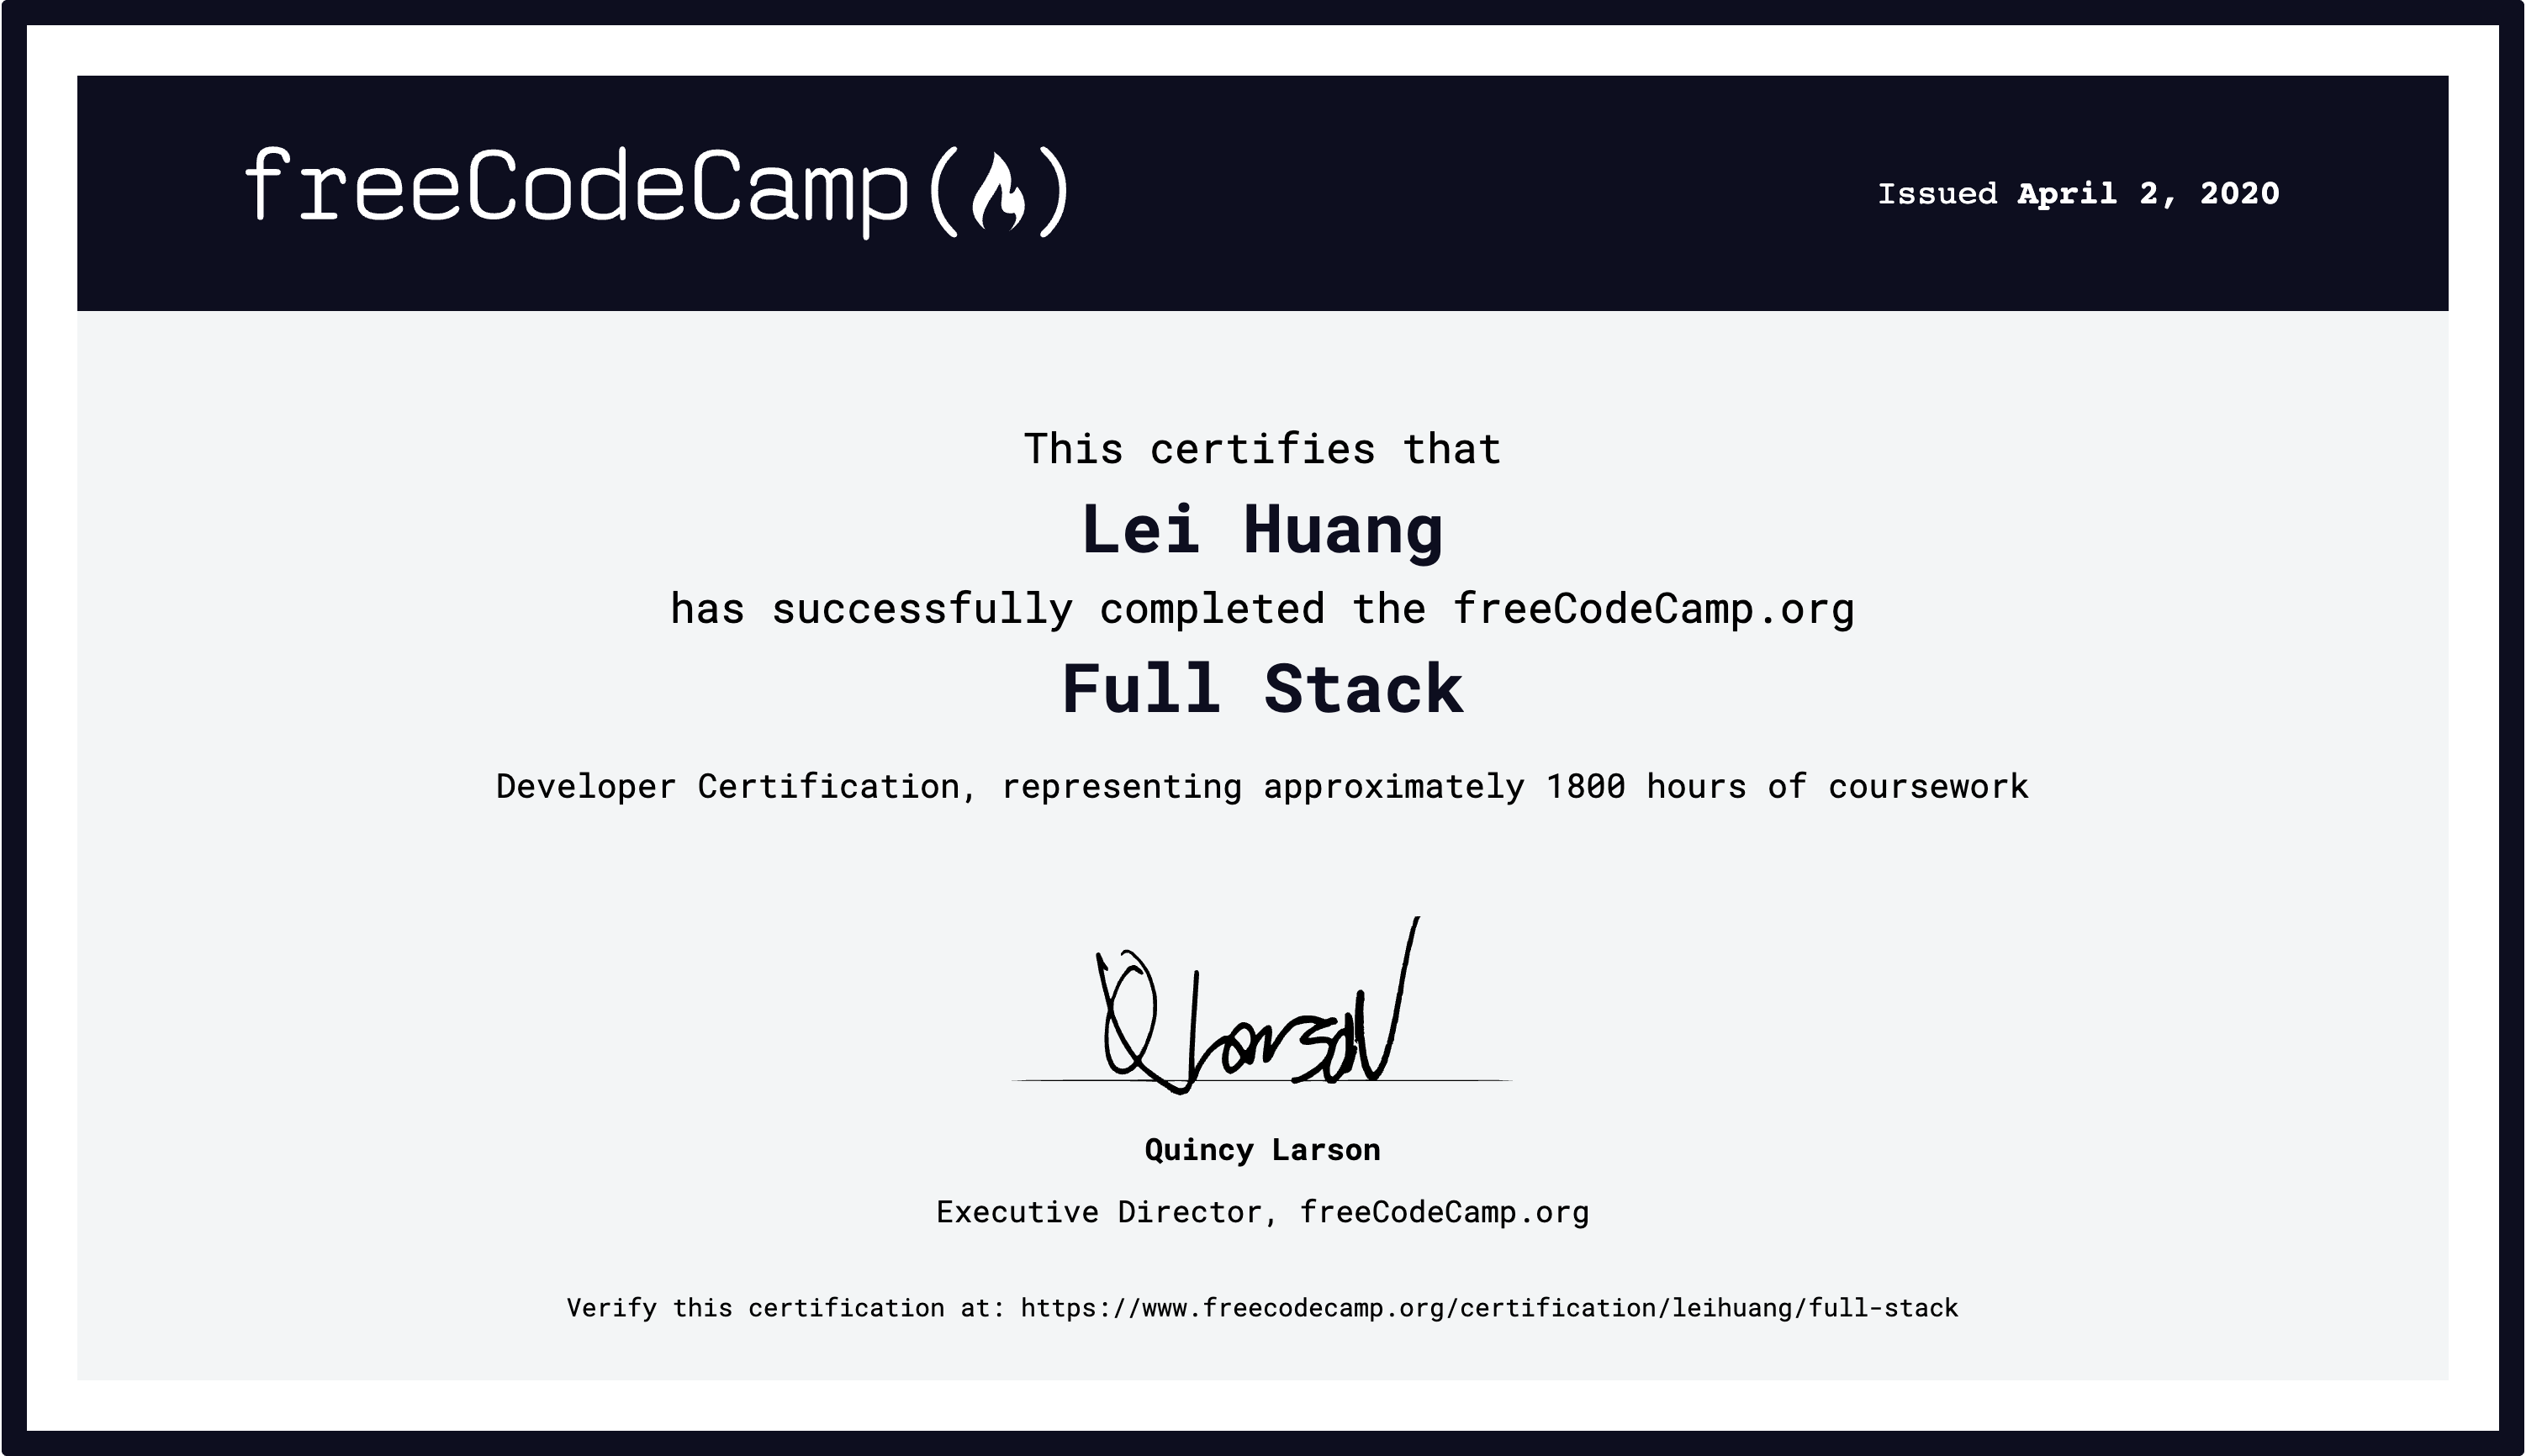 freeCodeCamp(🔥)
Issued April 2, 2020
This certifies that
Lei Huang
has successfully completed the freeCodeCamp.org
Full Stack
Developer Certification, representing approximately 1800 hours of coursework
Q Larson
Quincy Larson
Executive Director, freeCodeCamp.org
Verify this certification at: https://www.freecodecamp.org/certification/leihuang/full-stack